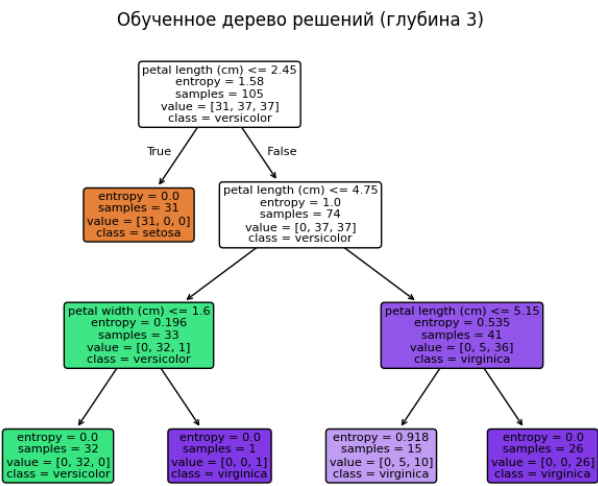 Обученное дерево решений (глубина 3)
petal length (cm) <= 2.45
entropy = 1.58
samples = 105
value = [31, 37, 37]
class = versicolor
True
False
entropy = 0.0
samples = 31
value = [31, 0, 0]
class = setosa
petal length (cm) <= 4.75
entropy = 1.0
samples = 74
value = [0, 37, 37]
class = versicolor
petal width (cm) <= 1.6
entropy = 0.196
samples = 33
value = [0, 32, 1]
class = versicolor
petal length (cm) <= 5.15
entropy = 0.535
samples = 41
value = [0, 5, 36]
class = virginica
entropy = 0.0
samples = 32
value = [0, 32, 0]
class = versicolor
entropy = 0.0
samples = 1
value = [0, 0, 1]
class = virginica
entropy = 0.918
samples = 15
value = [0, 5, 10]
class = virginica
entropy = 0.0
samples = 26
value = [0, 0, 26]
class = virginica